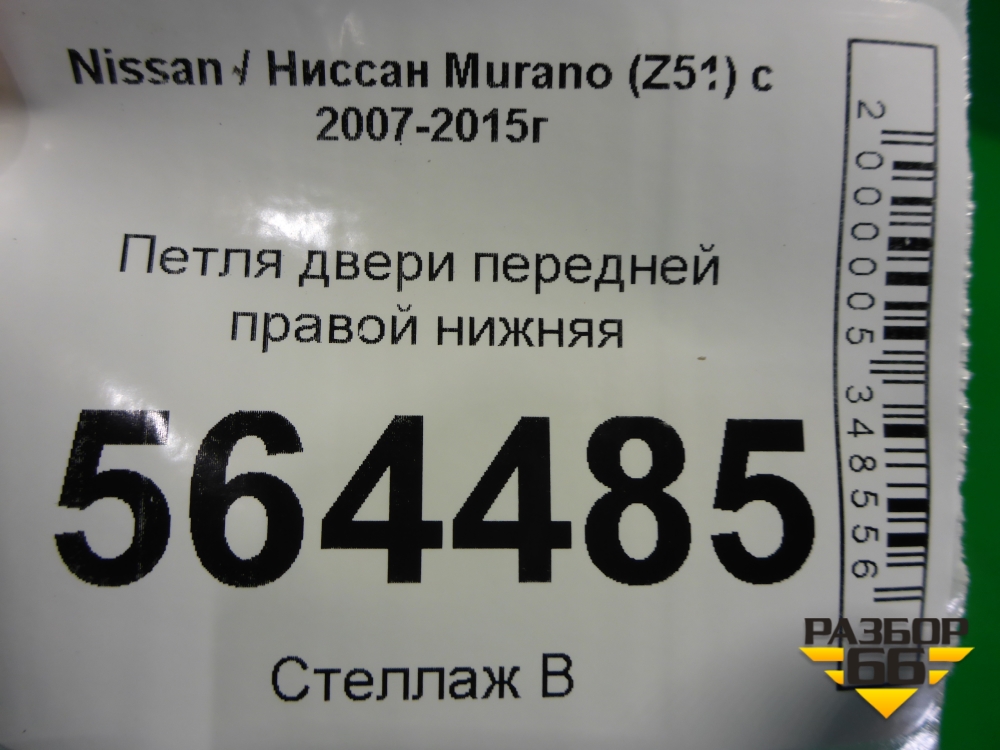 Nissan / Ниссан Murano (Z51) с
2007-2015г
Петля двери передней
правой нижняя
564485
Стеллаж В
2000005348556
РАЗБОР
66